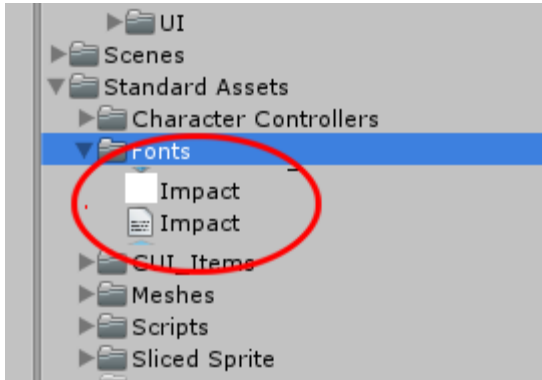 UI
Scenes
Standard Assets
Character Controllers
Fonts
Impact
Impact
GUI_Items
Meshes
Scripts
Sliced Sprite